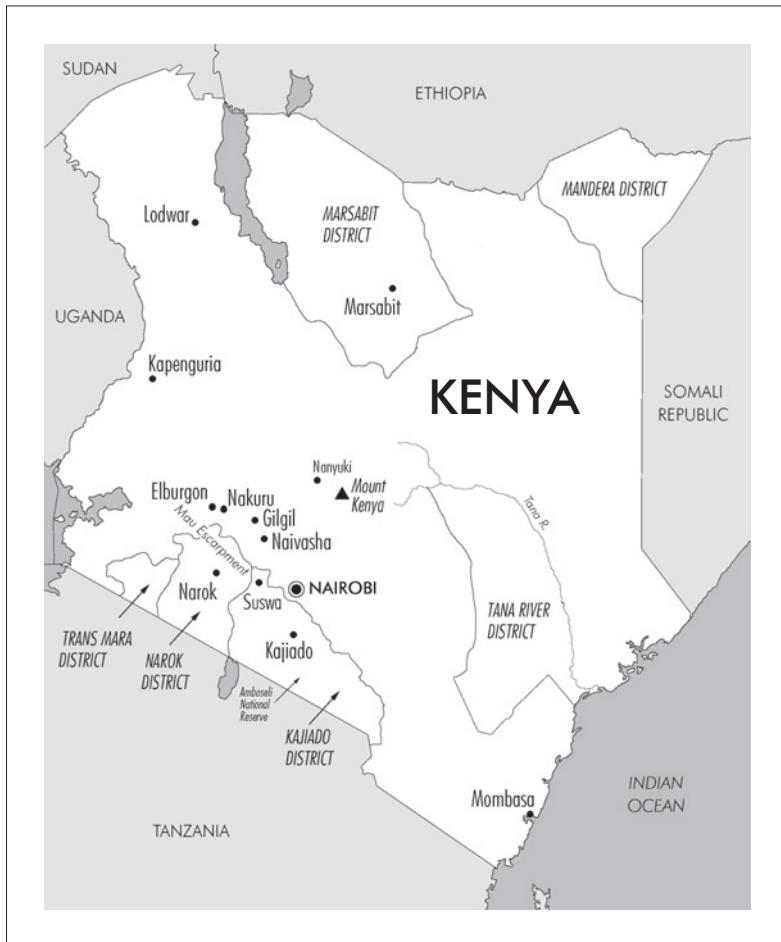 SUDAN
ETHIOPIA
MANDERA DISTRICT
Lodwar
MARSABIT
DISTRICT
Marsabit
UGANDA
Kapenguria
KENYA
SOMALI
REPUBLIC
Nanyuki
Mount
Kenya
Elburgon
Nakuru
Gilgil
Naivasha
Mau Escarpment
Tana R.
Narok
Suswa
NAIROBI
TANA RIVER
DISTRICT
TRANS MARA
DISTRICT
NAROK
DISTRICT
Kajiado
Amboseli
National
Reserve
KAJIADO
DISTRICT
Mombasa
INDIAN
OCEAN
TANZANIA